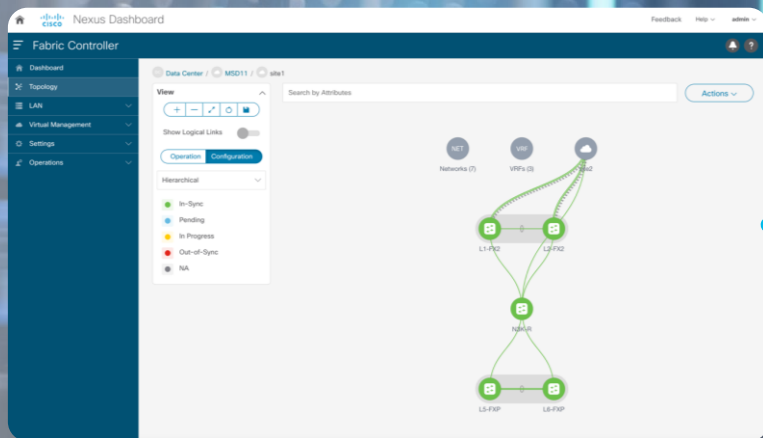 CISCO Nexus Dashboard
Feedback Help admin
Fabric Controller
Dashboard
Topology
LAN
Virtual Management
Settings
Operations
Data Center / MSD11 / site1
View
Search by Attributes
Actions
Show Logical Links
Operation Configuration
Hierarchical
In-Sync
Pending
In Progress
Out-of-Sync
NA
NET
VRF
Networks (7)
VRFs (3)
L1-FX2
L2-FX2
L5-FXP
L6-FXP